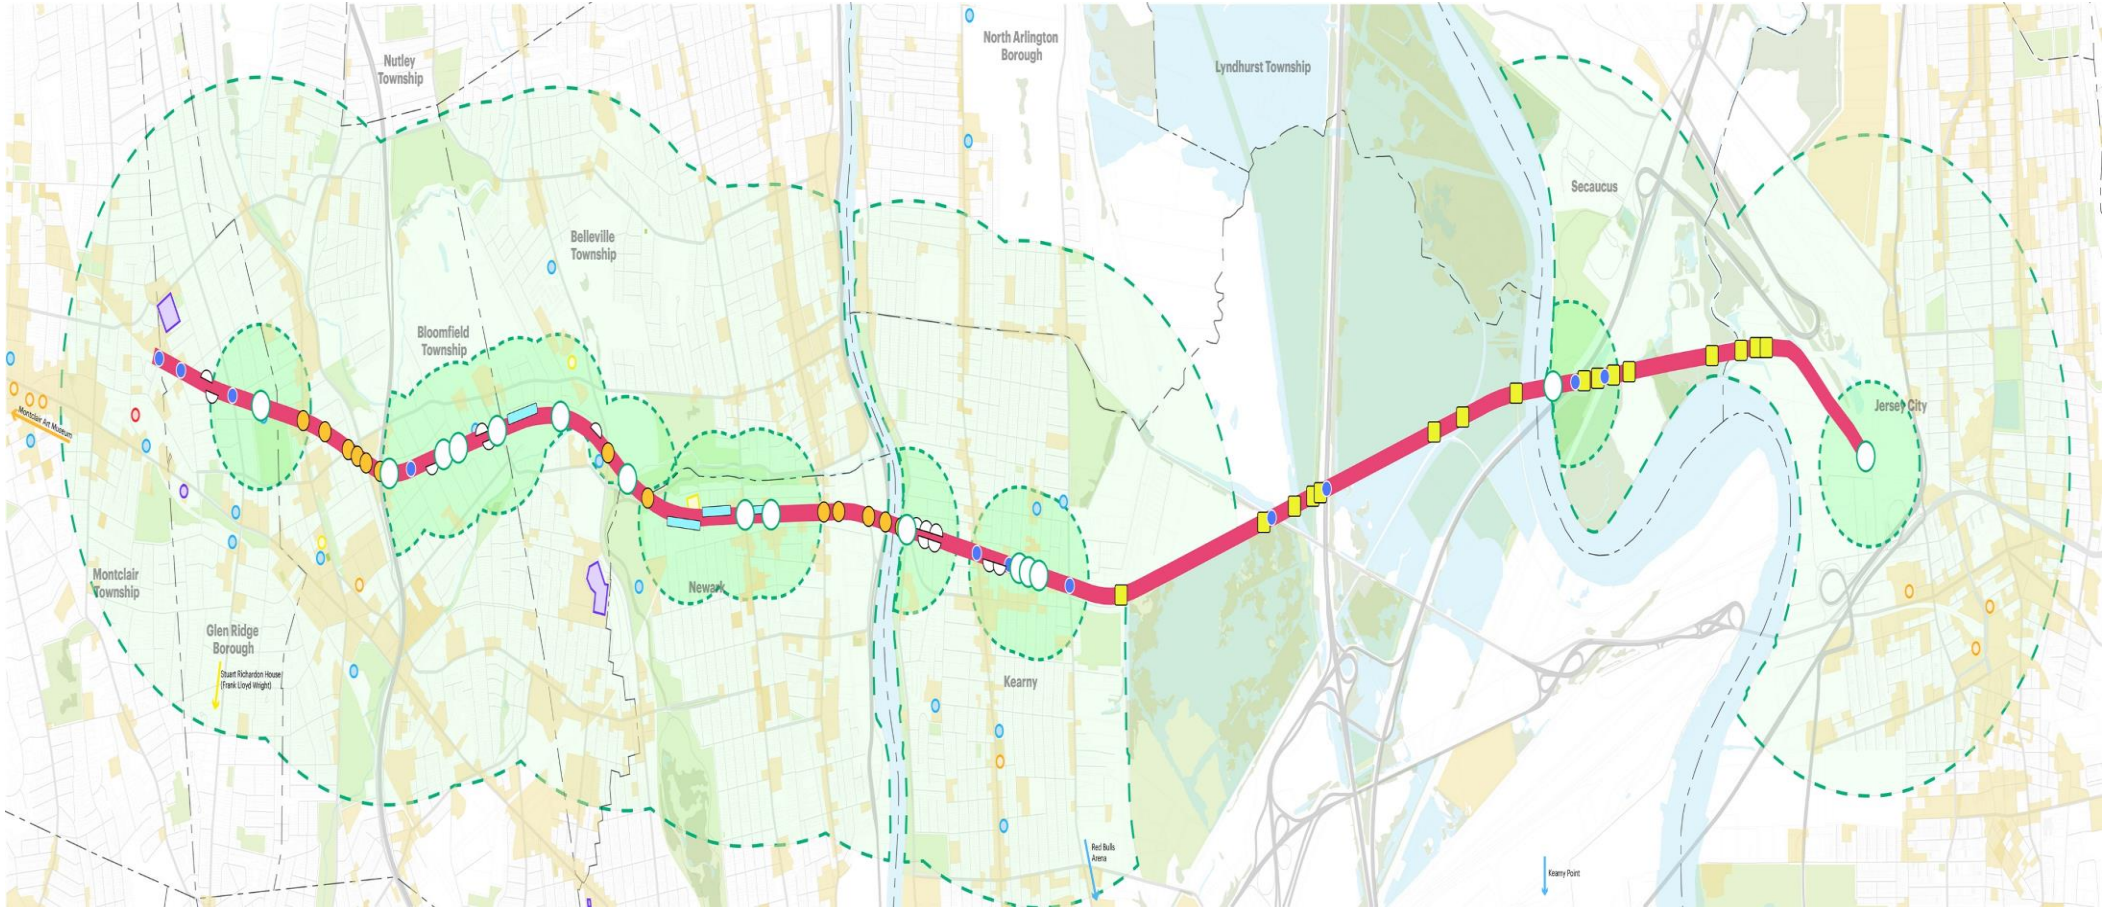 North Arlington
Borough
Nutley
Township
Lyndhurst Township
Secaucus
Belleville
Township
Bloomfield
Township
Jersey City
Montclair Art Museum
Montclair
Township
Newark
Glen Ridge
Borough
Kearny
Stuart Richardon House
(Frank Lloyd Wright)
Red Bulls
Arena
Kearny Point